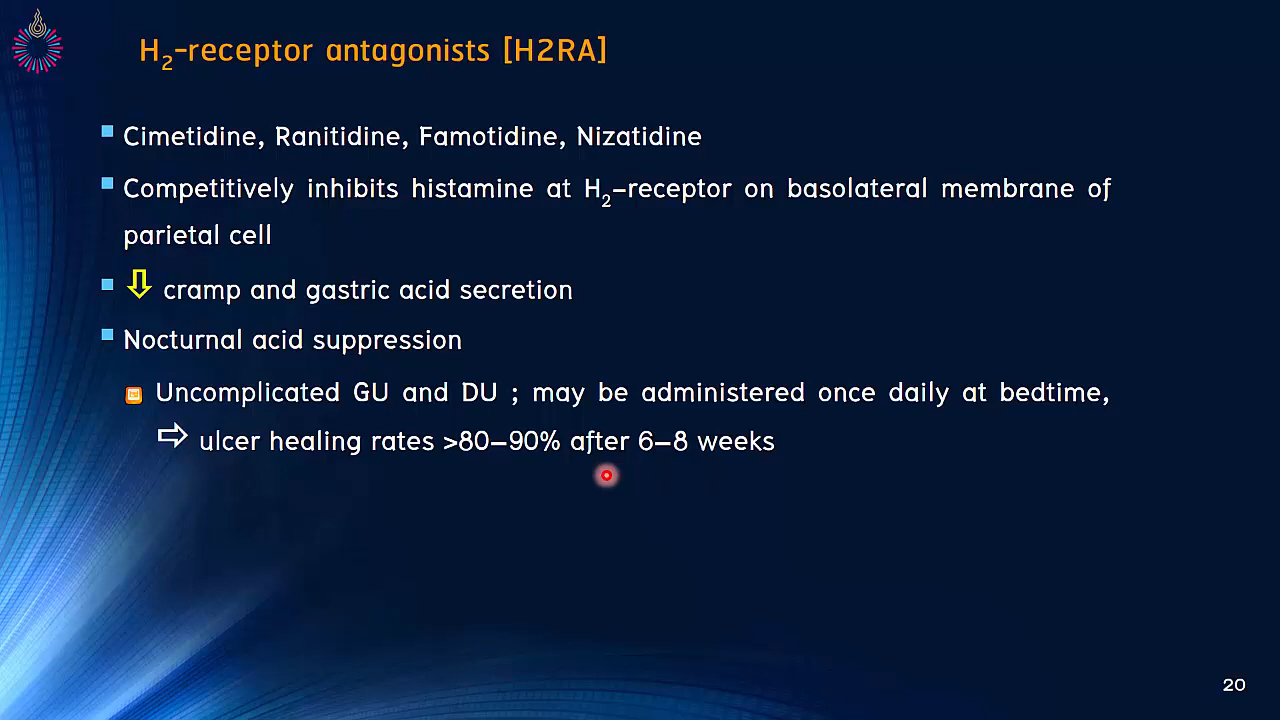 H2-receptor antagonists [H2RA]
Cimetidine, Ranitidine, Famotidine, Nizatidine
Competitively inhibits histamine at H2-receptor on basolateral membrane of
parietal cell
cramp and gastric acid secretion
Nocturnal acid suppression
Uncomplicated GU and DU ; may be administered once daily at bedtime,
ulcer healing rates >80–90% after 6–8 weeks
20